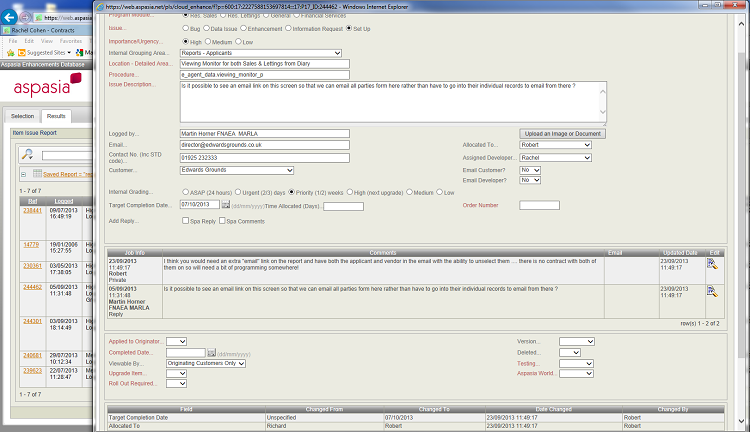 https://web.aspasia.net/pls/cloud_enhance/f?p=600:17:22275881536978​14::17:P17_ID:244462 - Windows Internet Explorer
https://web.aspasia
Rachel Cohen - Contracts
File Edit View Favorites
Suggested Sites
Aspasia Enhancements Database
aspasia
Selection Results
Item Issue Report
Saved Report = "
1 - 7 of 7
Ref Logged
238441 09/07/2013 16:49:19
14779 19/01/2006 15:27:55
230361 03/05/2013 17:38:05
244462 05/09/2013 11:31:48
244301 03/09/2013 18:14:49
240681 29/07/2013 10:12:34
239623 22/07/2013 11:28:47
1 - 7 of 7
Program Module... Res. Sales Res. Lettings General Financial Services
Issue... Bug Data Issue Enhancement Information Request Set Up
Importance/Urgency... High Medium Low
Internal Grouping Area... Reports - Applicants
Location - Detailed Area... Viewing Monitor for both Sales & Lettings from Diary
Procedure... e_agent_data.viewing_monitor_p
Issue Description... Is it possible to see an email link on this screen so that we can email all parties form here rather than have to go into their individual records to email from there ?
Logged by... Martin Horner FNAEA MARLA
Upload an Image or Document
Email... director@edwardsgrounds.co.uk
Allocated To... Robert
Contact No. (inc STD code)... 01925 232333
Assigned Developer... Rachel
Customer... Edwards Grounds
Email Customer? No
Email Developer? No
Internal Grading... ASAP (24 hours) Urgent (2/3) days Priority (1/2) weeks High (next upgrade) Medium Low
Target Completion Date... 07/10/2013 (dd/mm/yyyy) Time Allocated (Days)...
Order Number
Add Reply... Spa Reply Spa Comments
Job Info Comments Email Updated Date Edit
23/09/2013 11:49:17 Robert Private
I think you would need an extra "email" link on the report and have both the applicant and vendor in the email with the ability to unselect them .... there is no contract with both of them on so will need a bit of programming somewhere!
23/09/2013 11:49:17
05/09/2013 11:31:48 Martin Horner FNAEA MARLA Reply
Is it possible to see an email link on this screen so that we can email all parties form here rather than have to go into their individual records to email from there ?
23/09/2013 11:49:17
row(s) 1 - 2 of 2
Applied to Originator...
Version...
Completed Date... (dd/mm/yyyy)
Deleted...
Viewable By... Originating Customers Only
Testing...
Upgrade Item...
Aspasia World...
Roll Out Required...
Field Changed From Changed To Date Changed Changed By
Target Completion Date Unspecified 07/10/2013 23/09/2013 11:49:17 Robert
Allocated To Richard Robert 23/09/2013 11:49:17 Robert